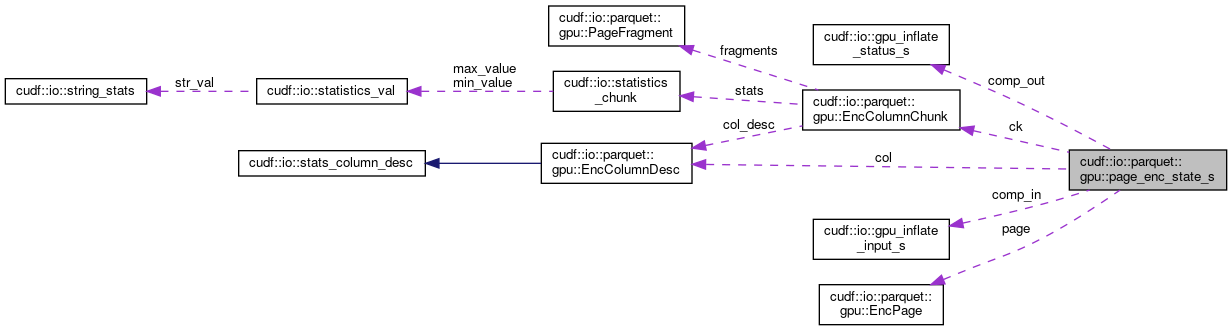 cudf::io::parquet::
gpu::PageFragment
cudf::io::gpu_inflate
_status_s
fragments
comp_out
max_value
min_value
str_val
cudf::io::string_stats
cudf::io::statistics_val
cudf::io::statistics
_chunk
stats
cudf::io::parquet::
gpu::EncColumnChunk
ck
col_desc
cudf::io::stats_column_desc
cudf::io::parquet::
gpu::EncColumnDesc
col
cudf::io::parquet::
gpu::page_enc_state_s
comp_in
cudf::io::gpu_inflate
_input_s
page
cudf::io::parquet::
gpu::EncPage